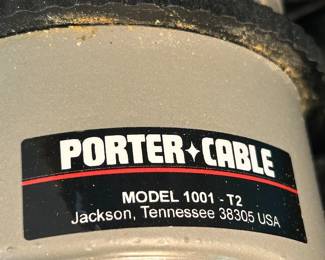 PORTER✦CABLE
MODEL 1001 - T2
Jackson, Tennessee 38305 USA